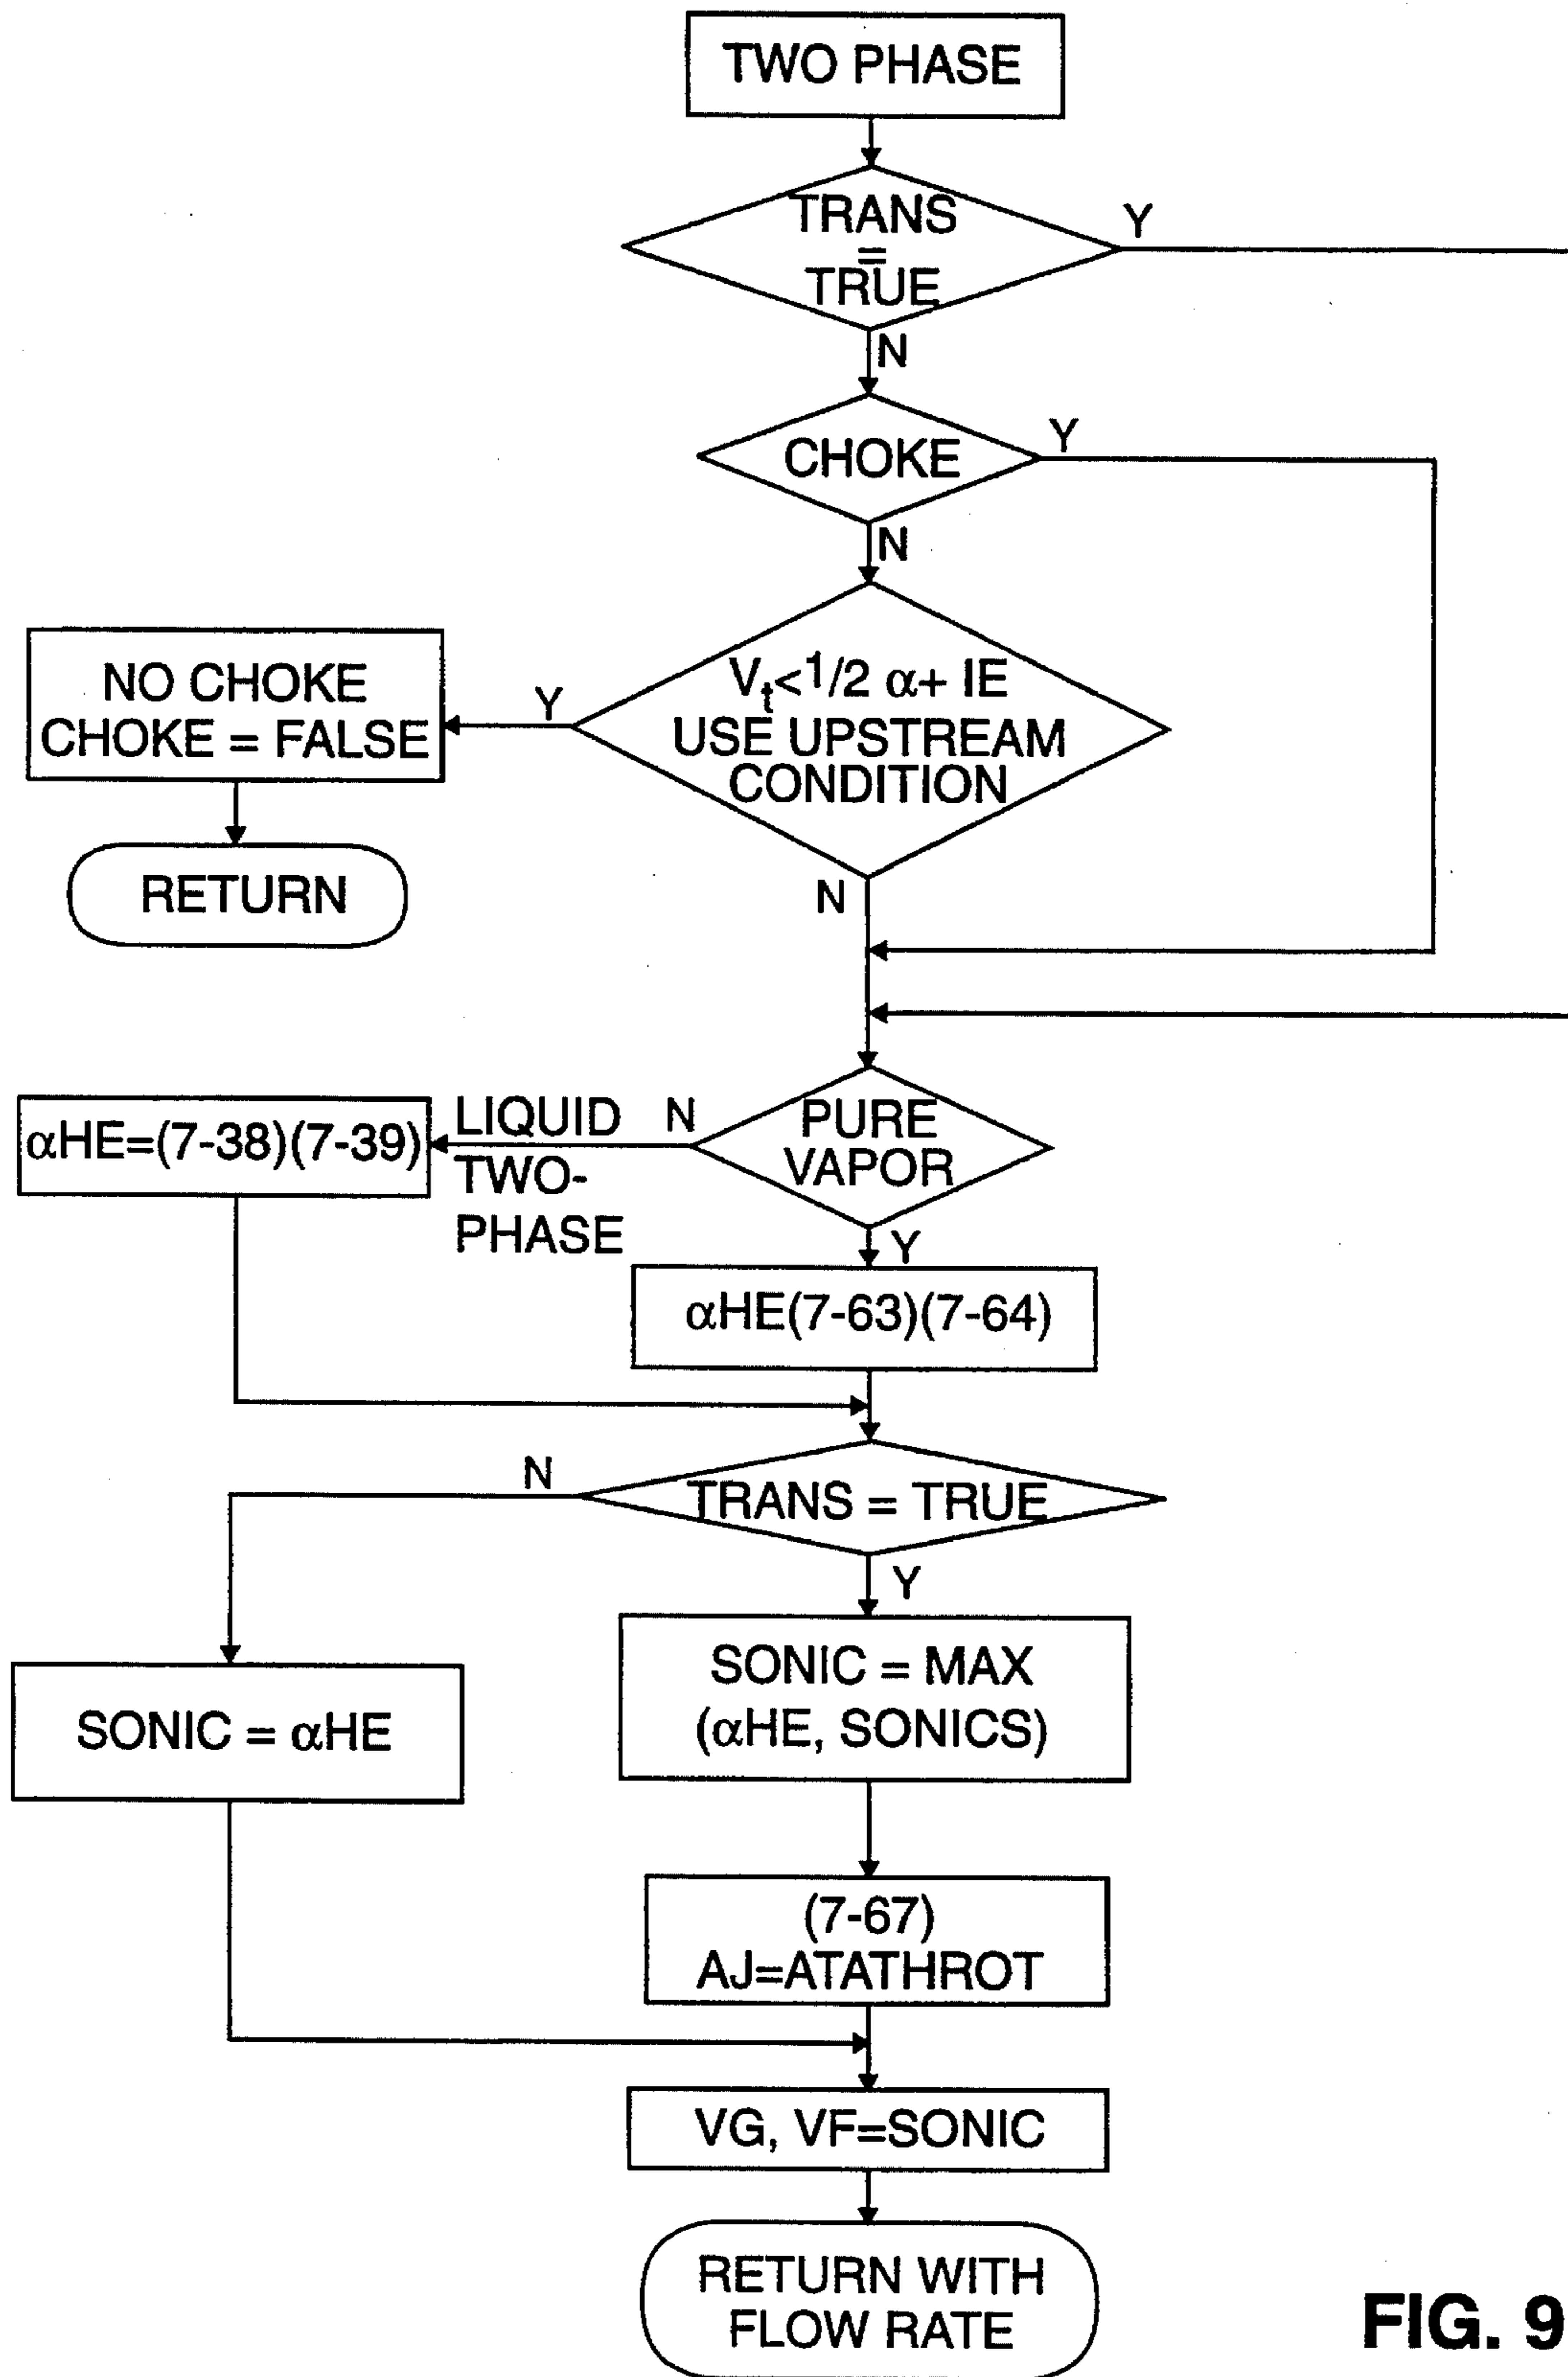 TWO PHASE
TRANS
=
TRUE
Y
N
CHOKE
Y
N
NO CHOKE
CHOKE = FALSE
Y
Vt<1/2 α+ IE
USE UPSTREAM
CONDITION
RETURN
N
αHE=(7-38)(7-39)
LIQUID
TWO-
PHASE
N
PURE
VAPOR
Y
αHE(7-63)(7-64)
N
TRANS = TRUE
Y
SONIC = αHE
SONIC = MAX
(αHE, SONICS)
(7-67)
AJ=ATATHROT
VG, VF=SONIC
RETURN WITH
FLOW RATE
FIG. 9